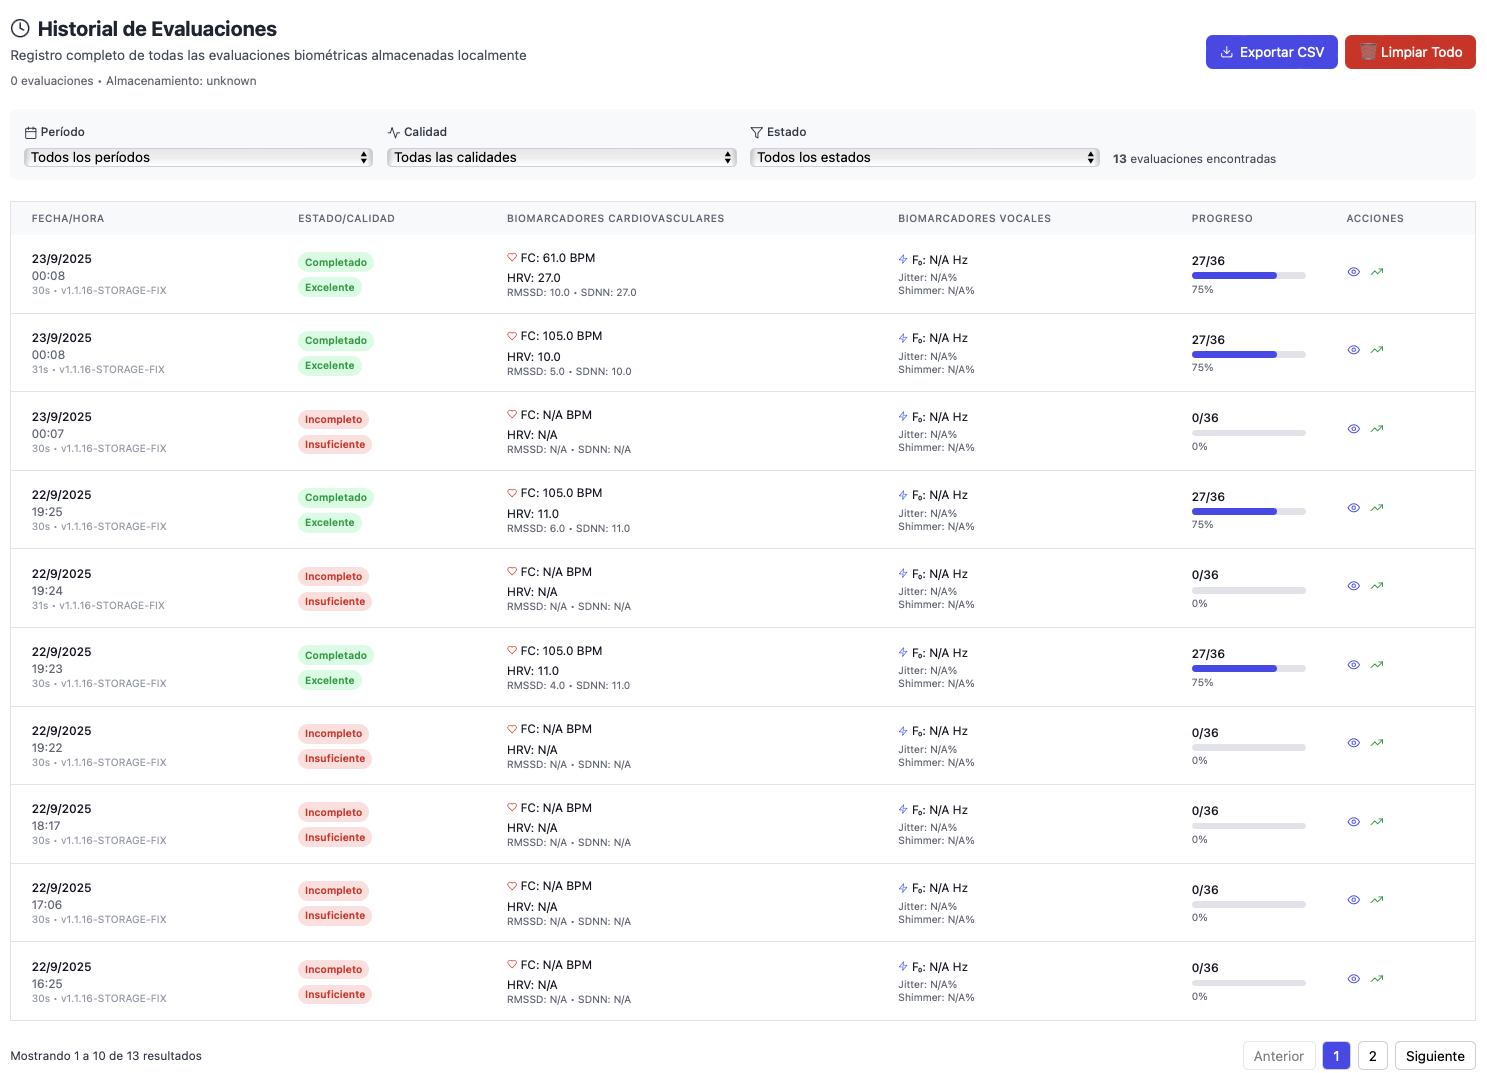 Historial de Evaluaciones
Registro completo de todas las evaluaciones biométricas almacenadas localmente
0 evaluaciones • Almacenamiento: unknown
Exportar CSV
Limpiar Todo
Período
Todos los períodos
Calidad
Todas las calidades
Estado
Todos los estados
13 evaluaciones encontradas
FECHA/HORA ESTADO/CALIDAD BIOMARCADORES CARDIOVASCULARES BIOMARCADORES VOCALES PROGRESO ACCIONES
23/9/2025
00:08
30s • v1.1.16-STORAGE-FIX
Completado
Excelente
FC: 61.0 BPM
HRV: 27.0
RMSSD: 10.0 • SDNN: 27.0
F₀: N/A Hz
Jitter: N/A%
Shimmer: N/A%
27/36
75%
23/9/2025
00:08
31s • v1.1.16-STORAGE-FIX
Completado
Excelente
FC: 105.0 BPM
HRV: 10.0
RMSSD: 5.0 • SDNN: 10.0
F₀: N/A Hz
Jitter: N/A%
Shimmer: N/A%
27/36
75%
23/9/2025
00:07
30s • v1.1.16-STORAGE-FIX
Incompleto
Insuficiente
FC: N/A BPM
HRV: N/A
RMSSD: N/A • SDNN: N/A
F₀: N/A Hz
Jitter: N/A%
Shimmer: N/A%
0/36
0%
22/9/2025
19:25
30s • v1.1.16-STORAGE-FIX
Completado
Excelente
FC: 105.0 BPM
HRV: 11.0
RMSSD: 6.0 • SDNN: 11.0
F₀: N/A Hz
Jitter: N/A%
Shimmer: N/A%
27/36
75%
22/9/2025
19:24
31s • v1.1.16-STORAGE-FIX
Incompleto
Insuficiente
FC: N/A BPM
HRV: N/A
RMSSD: N/A • SDNN: N/A
F₀: N/A Hz
Jitter: N/A%
Shimmer: N/A%
0/36
0%
22/9/2025
19:23
30s • v1.1.16-STORAGE-FIX
Completado
Excelente
FC: 105.0 BPM
HRV: 11.0
RMSSD: 4.0 • SDNN: 11.0
F₀: N/A Hz
Jitter: N/A%
Shimmer: N/A%
27/36
75%
22/9/2025
19:22
30s • v1.1.16-STORAGE-FIX
Incompleto
Insuficiente
FC: N/A BPM
HRV: N/A
RMSSD: N/A • SDNN: N/A
F₀: N/A Hz
Jitter: N/A%
Shimmer: N/A%
0/36
0%
22/9/2025
18:17
30s • v1.1.16-STORAGE-FIX
Incompleto
Insuficiente
FC: N/A BPM
HRV: N/A
RMSSD: N/A • SDNN: N/A
F₀: N/A Hz
Jitter: N/A%
Shimmer: N/A%
0/36
0%
22/9/2025
17:06
30s • v1.1.16-STORAGE-FIX
Incompleto
Insuficiente
FC: N/A BPM
HRV: N/A
RMSSD: N/A • SDNN: N/A
F₀: N/A Hz
Jitter: N/A%
Shimmer: N/A%
0/36
0%
22/9/2025
16:25
30s • v1.1.16-STORAGE-FIX
Incompleto
Insuficiente
FC: N/A BPM
HRV: N/A
RMSSD: N/A • SDNN: N/A
F₀: N/A Hz
Jitter: N/A%
Shimmer: N/A%
0/36
0%
Mostrando 1 a 10 de 13 resultados
Anterior 1 2 Siguiente